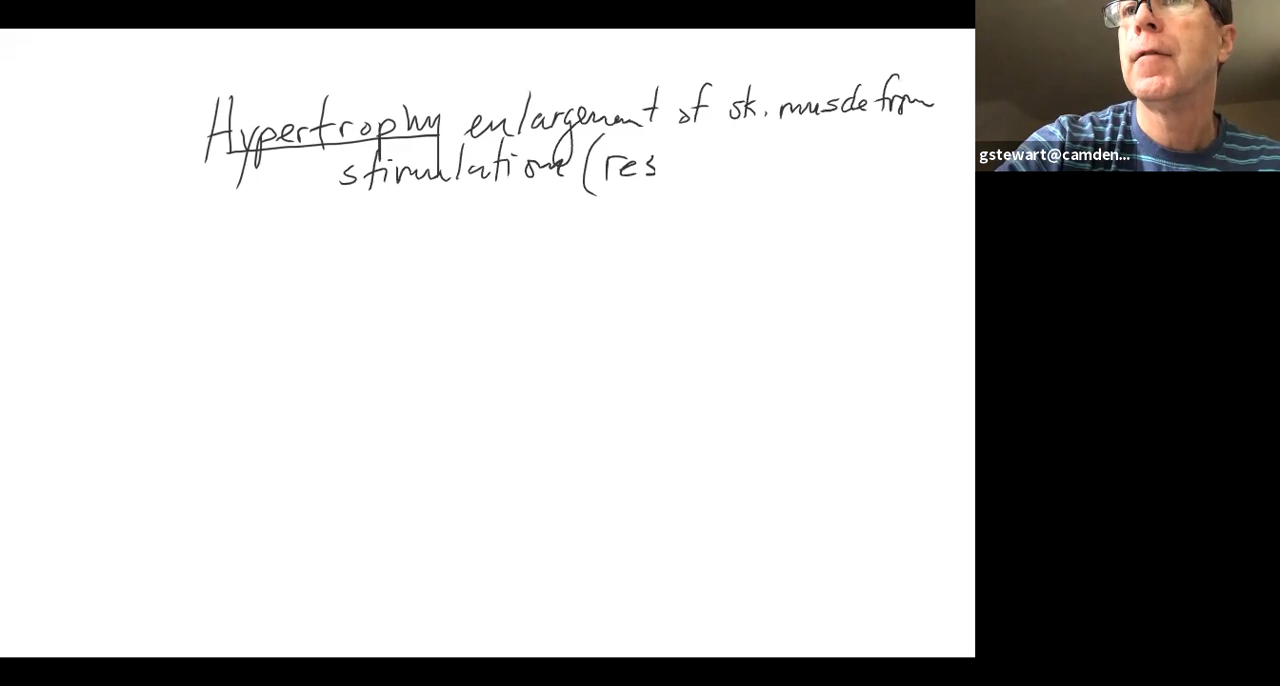 Hypertrophy enlargement of sk. muscle from
stimulation (res
gstewart@camden...